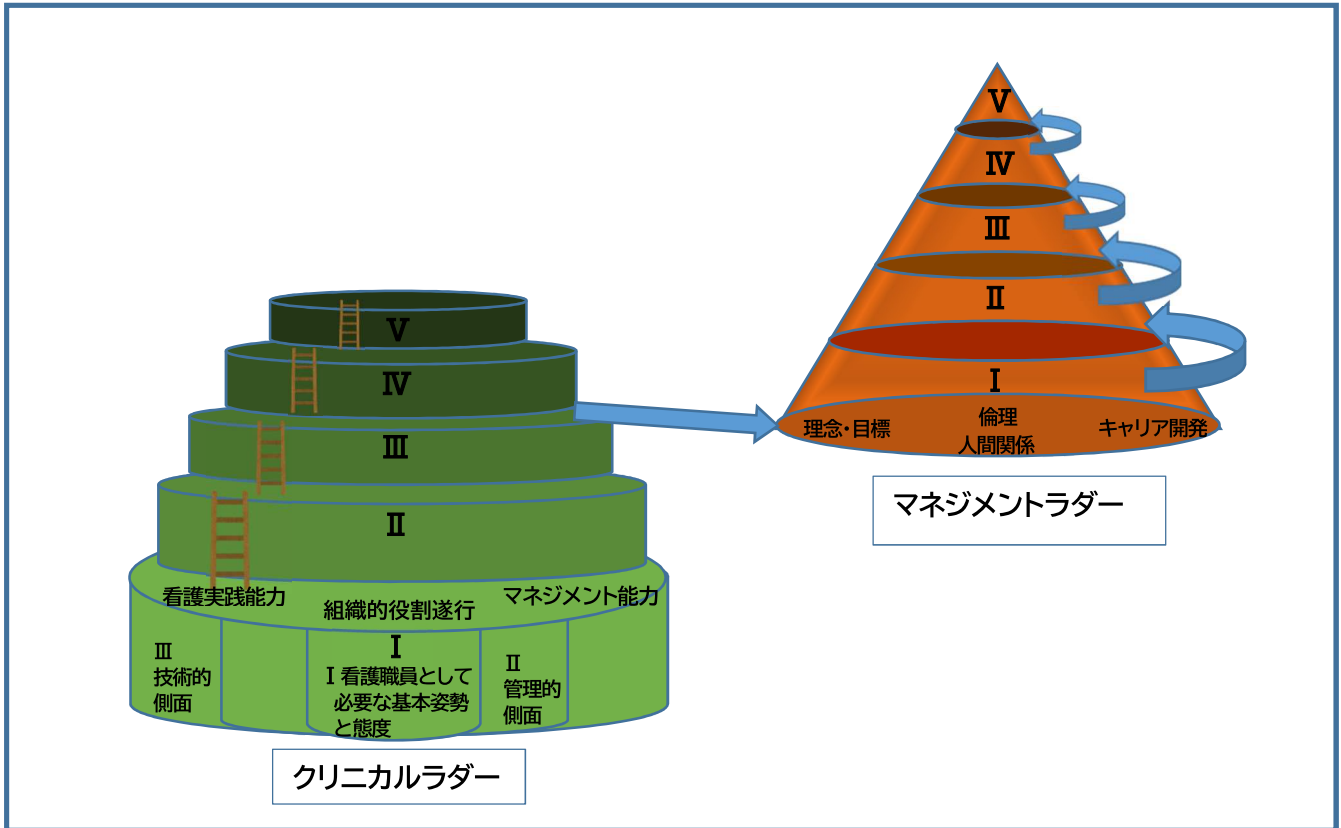 Ⅴ
Ⅳ
Ⅲ
Ⅱ
看護実践能力
組織的役割遂行
マネジメント能力
Ⅰ
Ⅲ
技術的
側面
Ⅰ看護職員として
必要な基本姿勢
と態度
Ⅱ
管理的
側面
クリニカルラダー
Ⅴ
Ⅳ
Ⅲ
Ⅱ
Ⅰ
理念・目標
倫理
人間関係
キャリア開発
マネジメントラダー